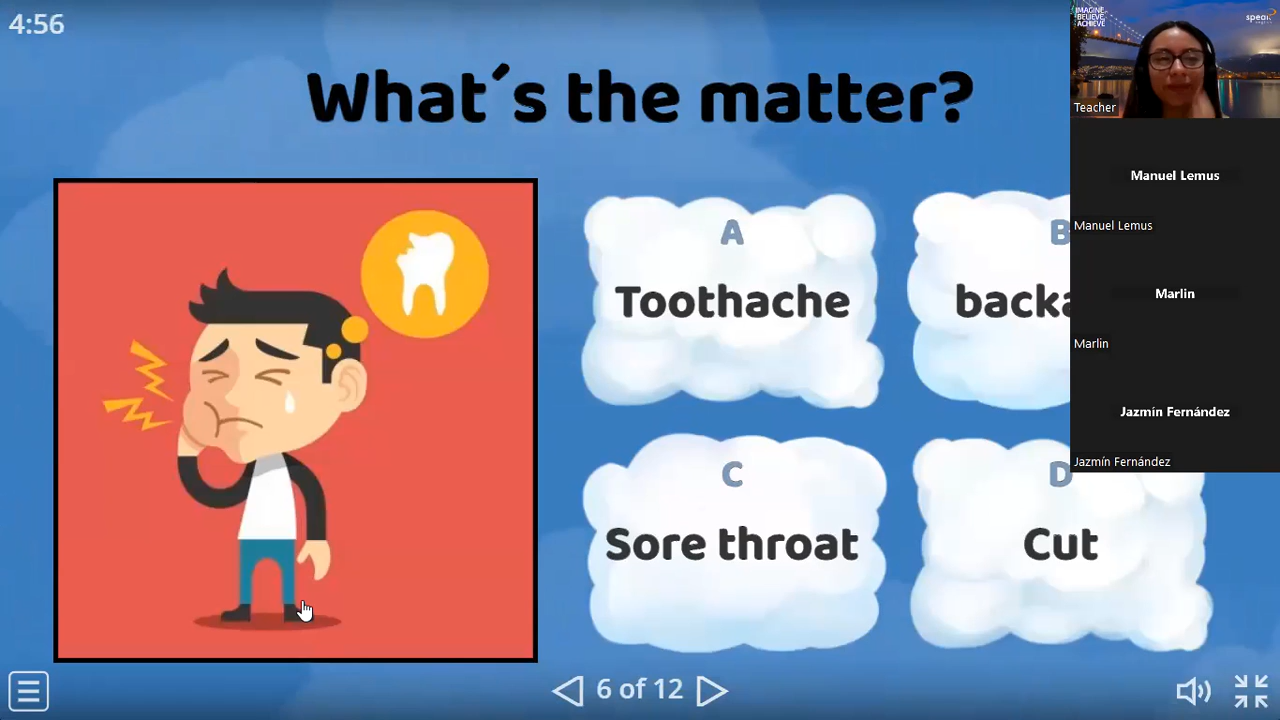 4:56
What´s the matter?
A
Toothache
B
C
Sore throat
D
Cut
6 of 12
IMAGINE
BELIEVE
ACHIEVE
speak
Teacher
Manuel Lemus
Manuel Lemus
Marlin
Marlin
Jazmín Fernández
Jazmín Fernández